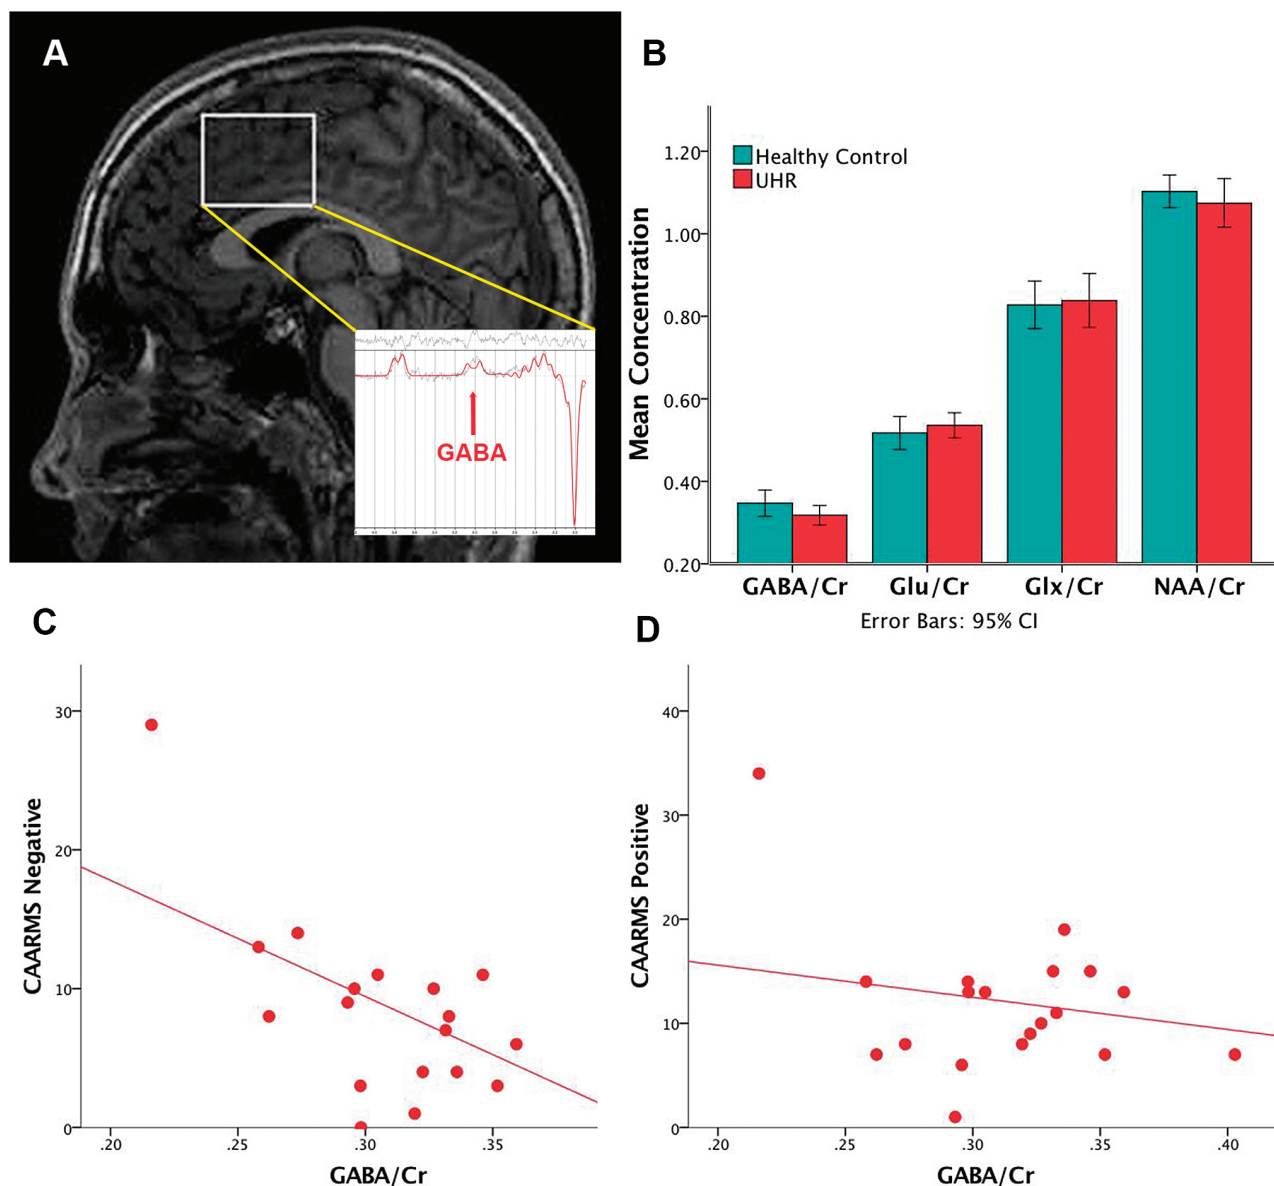 A
GABA
B
Healthy Control
UHR
Mean Concentration
1.20
1.00
0.80
0.60
0.40
0.20
GABA/Cr Glu/Cr Glx/Cr NAA/Cr
Error Bars: 95% CI
C
CAARMS Negative
30
20
10
0
.20 .25 .30 .35
GABA/Cr
D
CAARMS Positive
40
30
20
10
0
.20 .25 .30 .35 .40
GABA/Cr